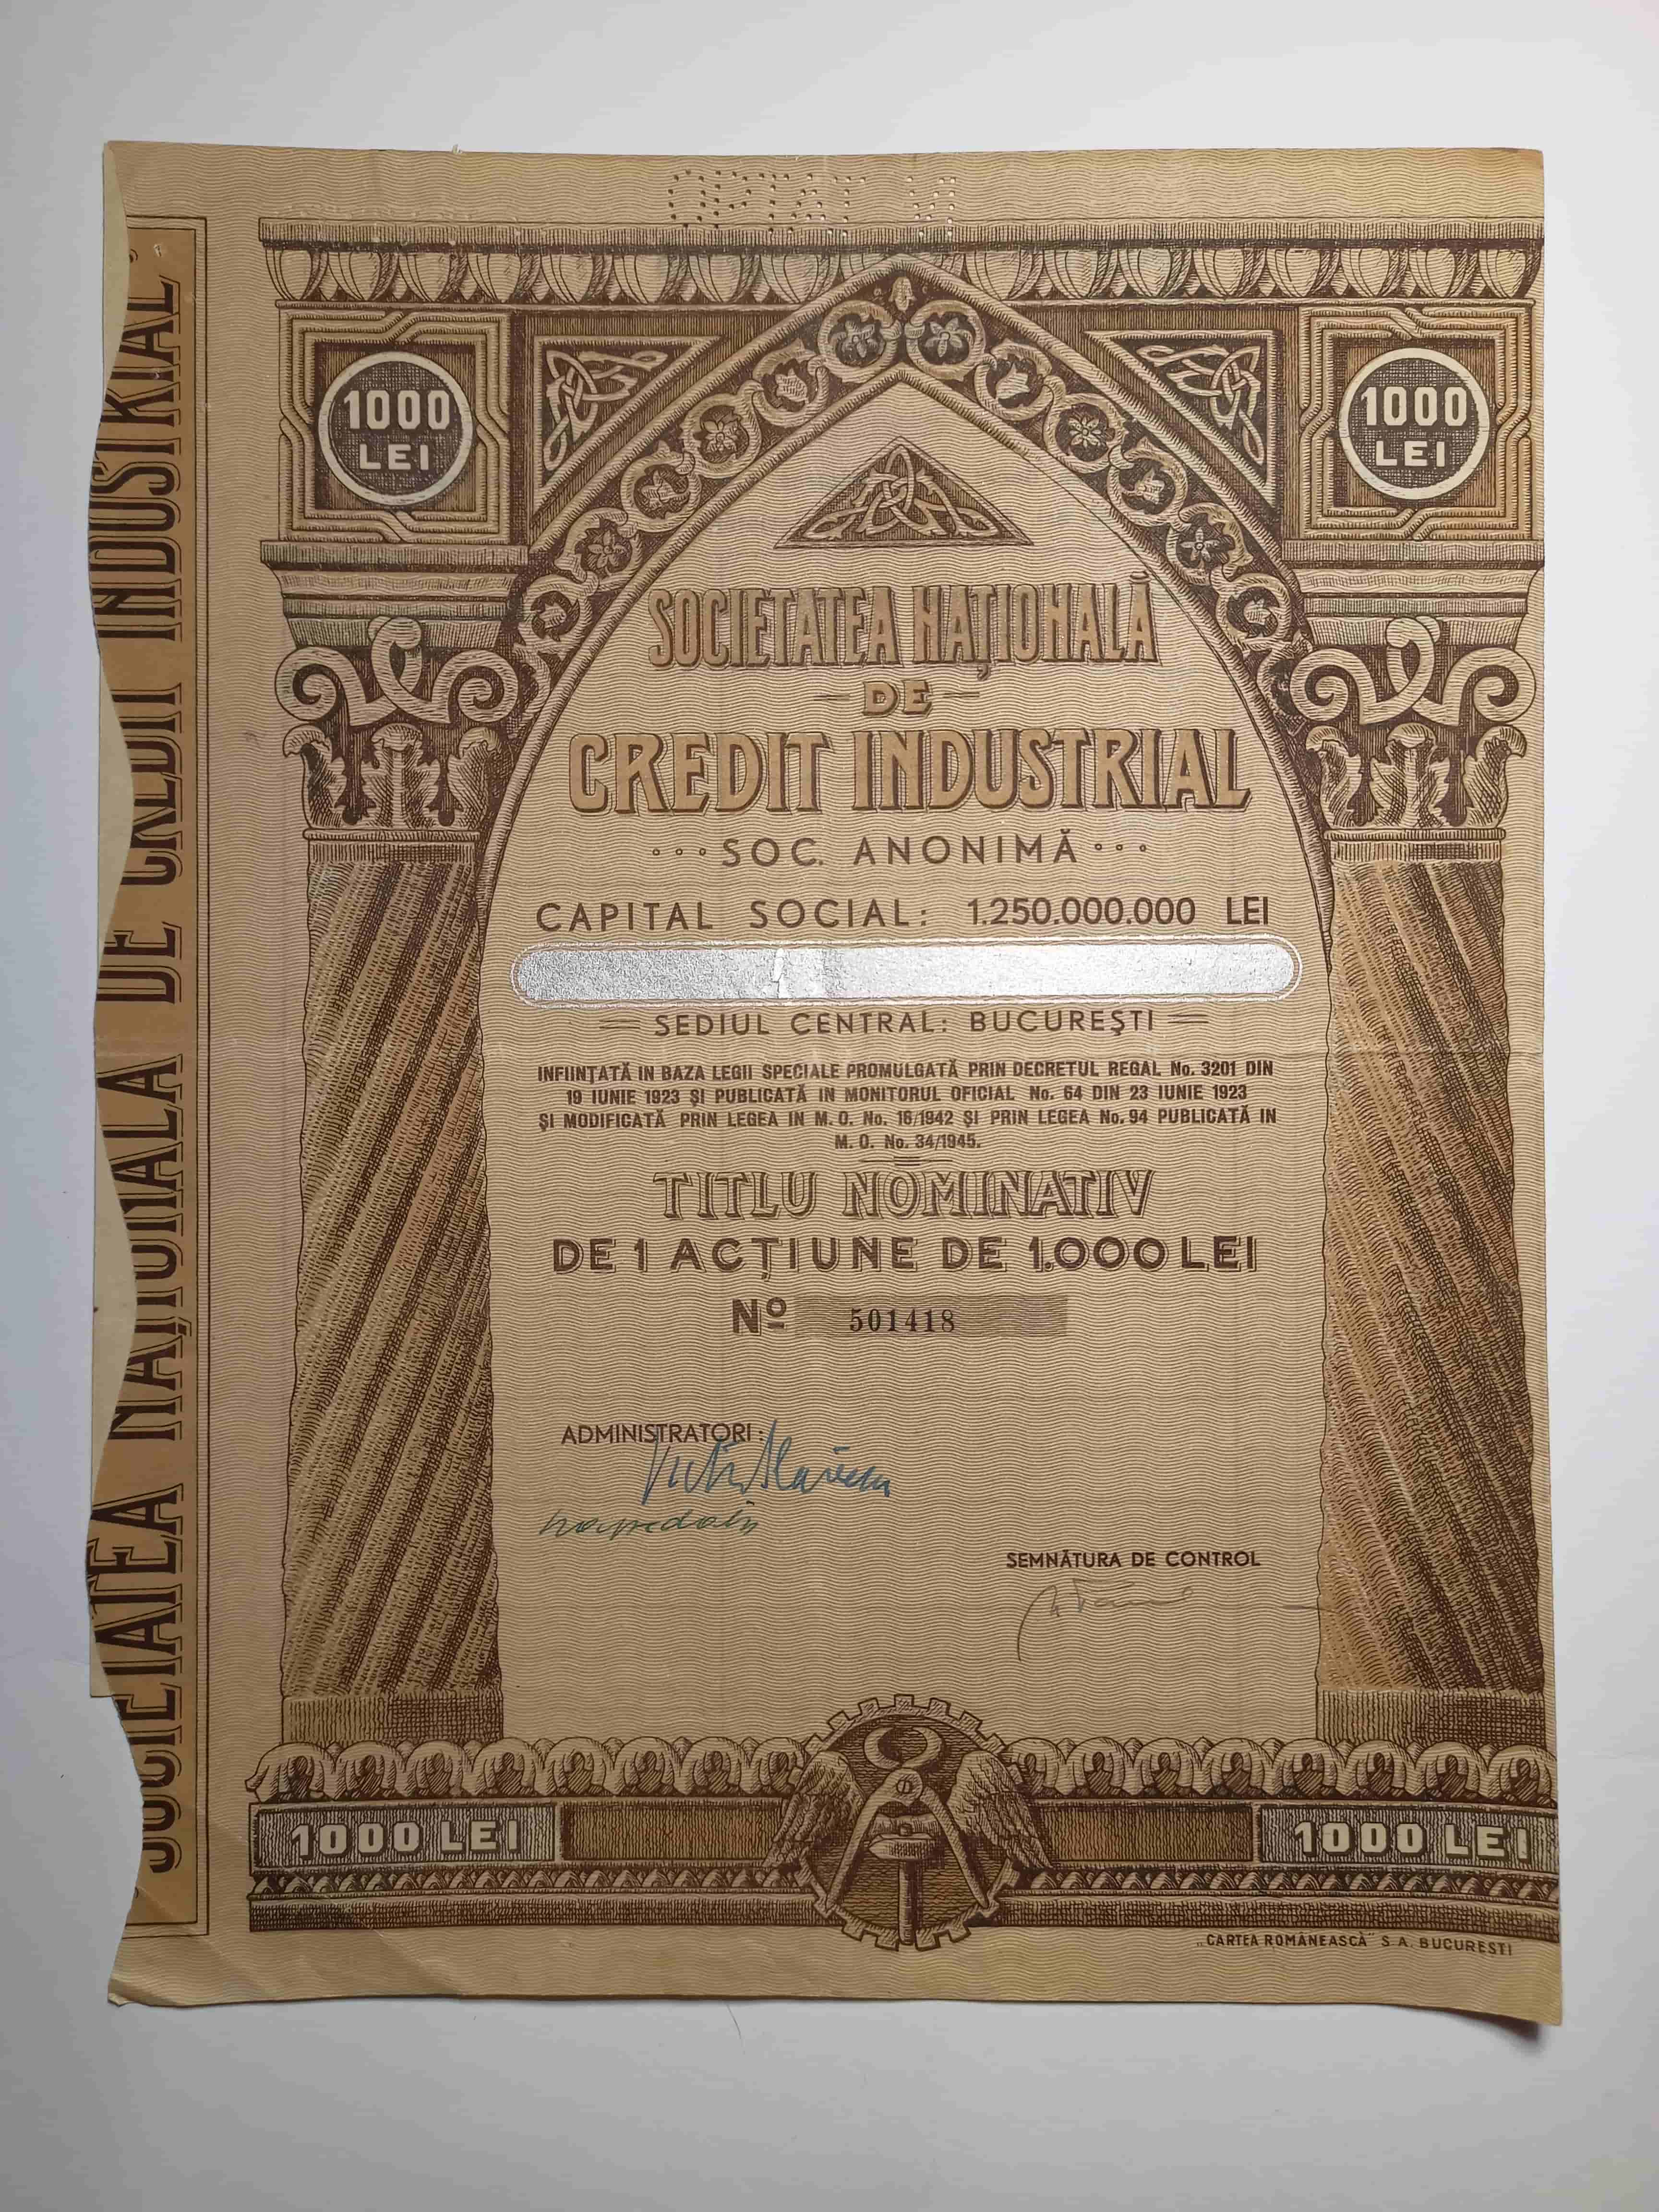 OPTAT
1000
LEI
1000
LEI
SOCIETATEA NAȚIONALĂ
DE
CREDIT INDUSTRIAL
SOC. ANONIMĂ
CAPITAL SOCIAL: 1.250.000.000 LEI
SEDIUL CENTRAL: BUCUREȘTI
INFIINȚATĂ IN BAZA LEGII SPECIALE PROMULGATĂ PRIN DECRETUL REGAL No. 3201 DIN
19 IUNIE 1923 ȘI PUBLICATĂ IN MONITORUL OFICIAL No. 64 DIN 23 IUNIE 1923
ȘI MODIFICATĂ PRIN LEGEA IN M. O. No. 16/1942 ȘI PRIN LEGEA No. 94 PUBLICATĂ IN
M. O. No. 34/1945.
TITLU NOMINATIV
DE 1 ACȚIUNE DE 1.000 LEI
Nº 501418
ADMINISTRATORI:
SEMNĂTURA DE CONTROL
1000 LEI
1000 LEI
„CARTEA ROMÂNEASCĂ" S.A. BUCUREȘTI
SOCIETATEA NAȚIONALA DE CREDIT INDUSTRIAL